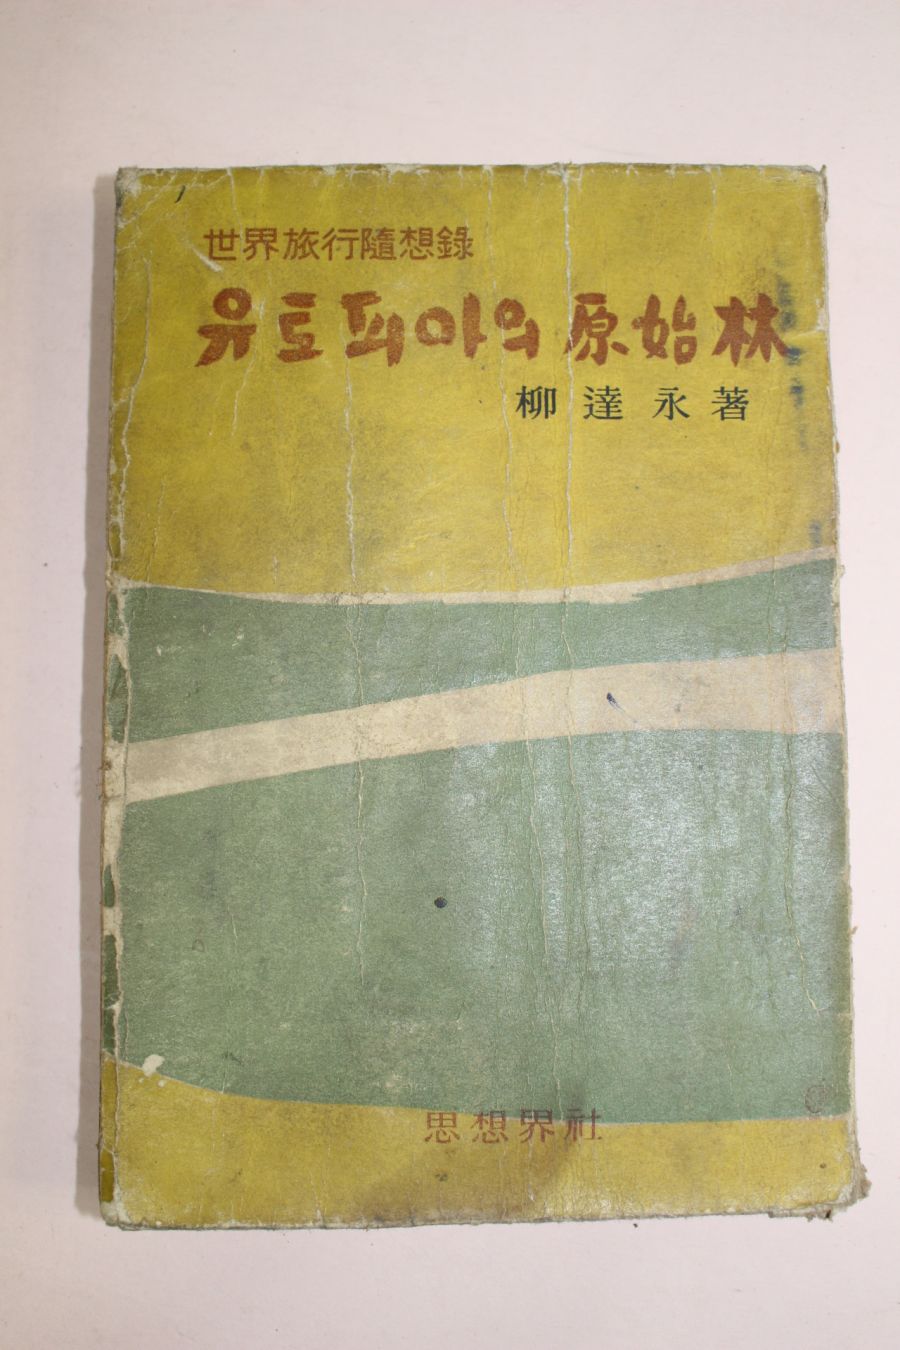 世界旅行隨想錄
유토피아의 原始林
柳達永 著
思想界社